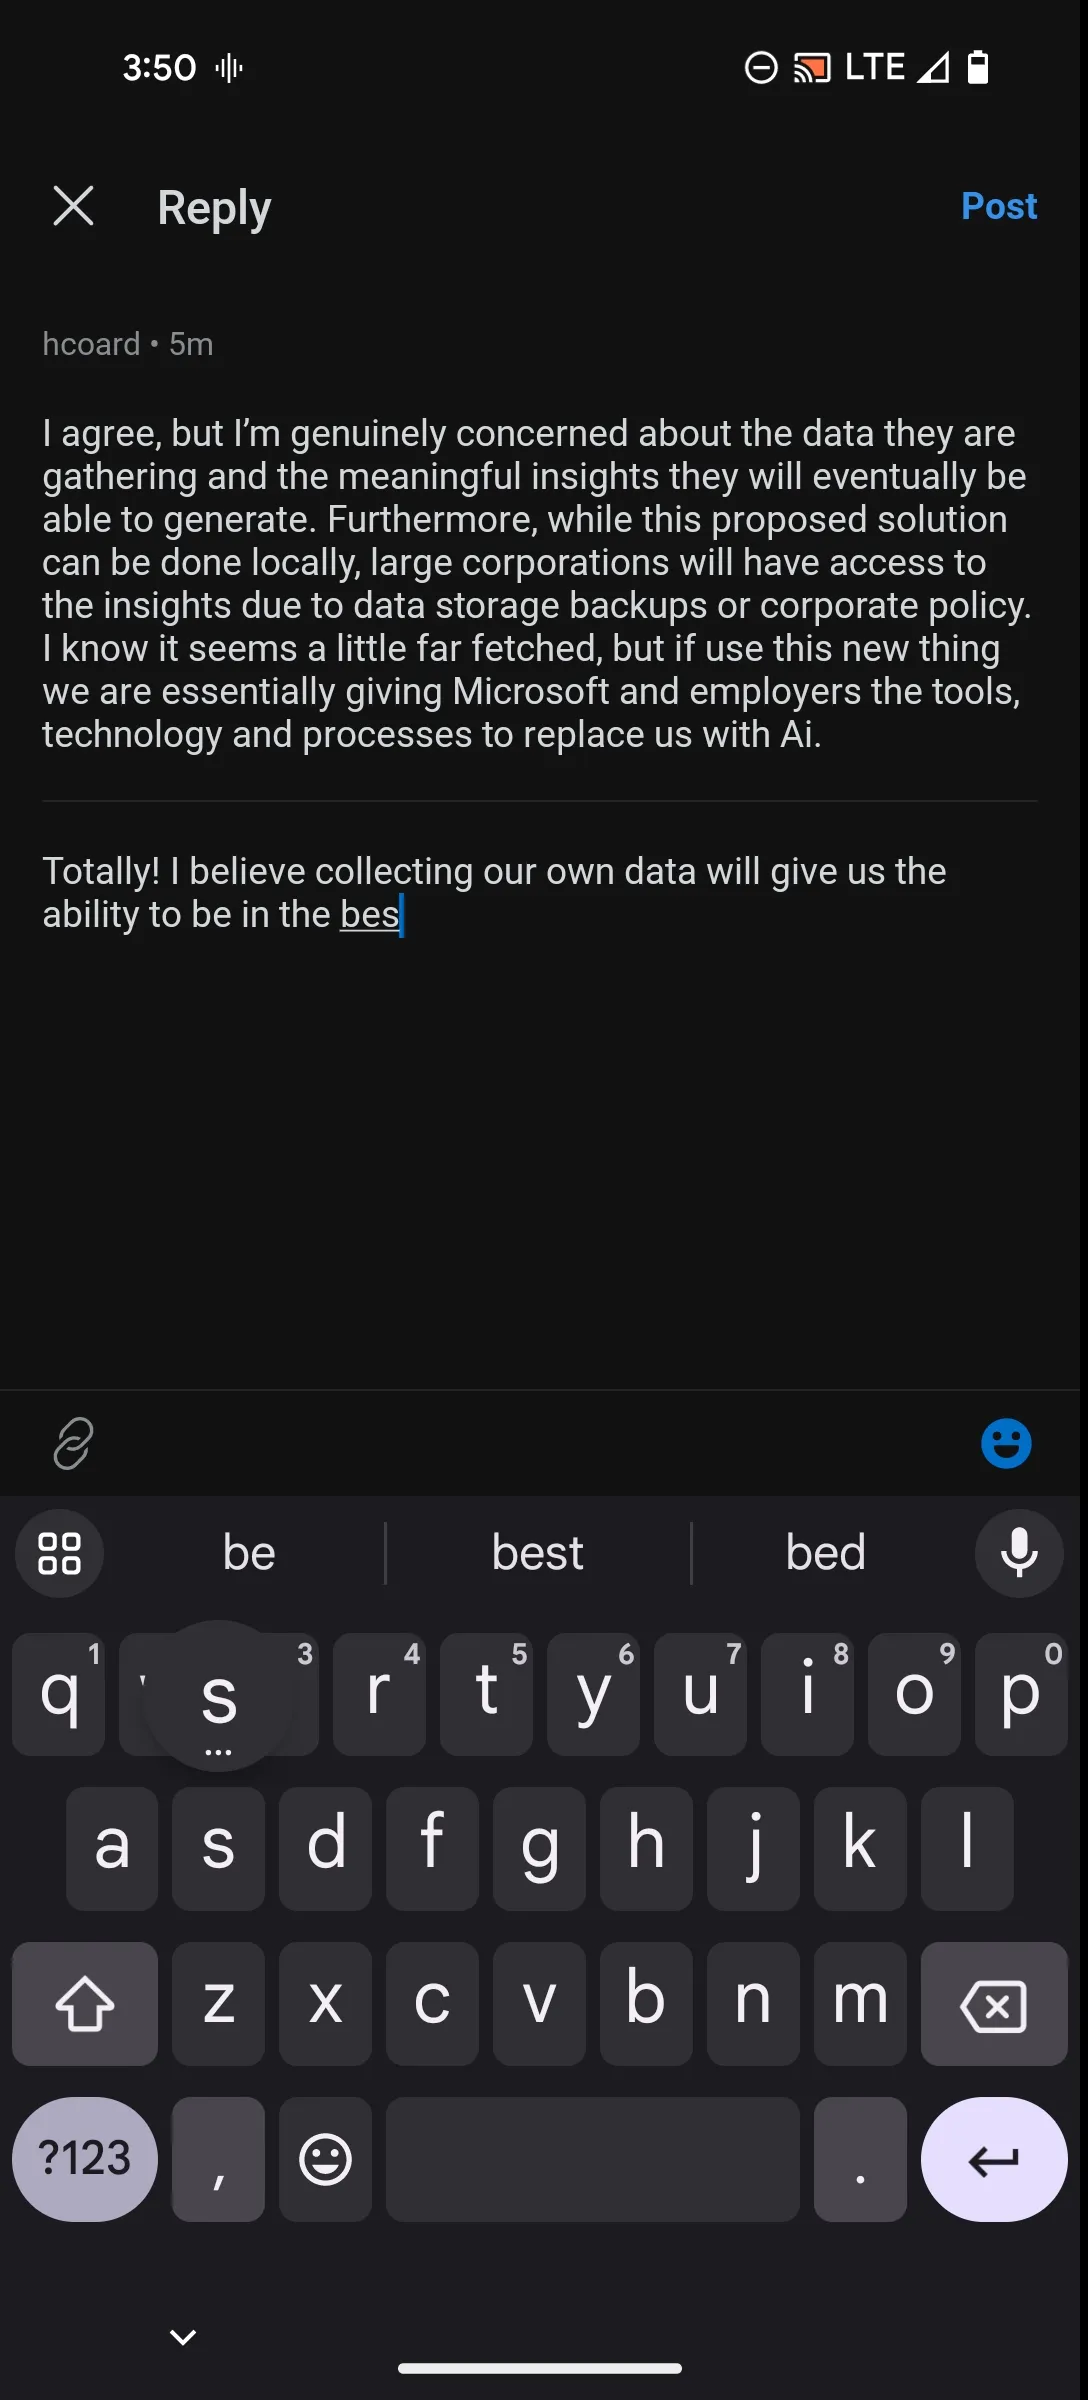 3:50 LTE
Reply Post
hcoard • 5m
I agree, but I’m genuinely concerned about the data they are
gathering and the meaningful insights they will eventually be
able to generate. Furthermore, while this proposed solution
can be done locally, large corporations will have access to
the insights due to data storage backups or corporate policy.
I know it seems a little far fetched, but if use this new thing
we are essentially giving Microsoft and employers the tools,
technology and processes to replace us with Ai.
Totally! I believe collecting our own data will give us the
ability to be in the bes
be best bed
1 3 4 5 6 7 8 9 0
q s r t y u i o p
...
a s d f g h j k l
z x c v b n m
?123 , .